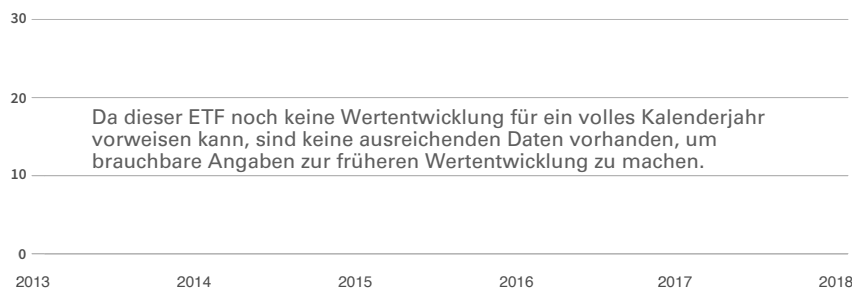 30
20
Da dieser ETF noch keine Wertentwicklung für ein volles Kalenderjahr
vorweisen kann, sind keine ausreichenden Daten vorhanden, um
brauchbare Angaben zur früheren Wertentwicklung zu machen.
10
0
2013 2014 2015 2016 2017 2018